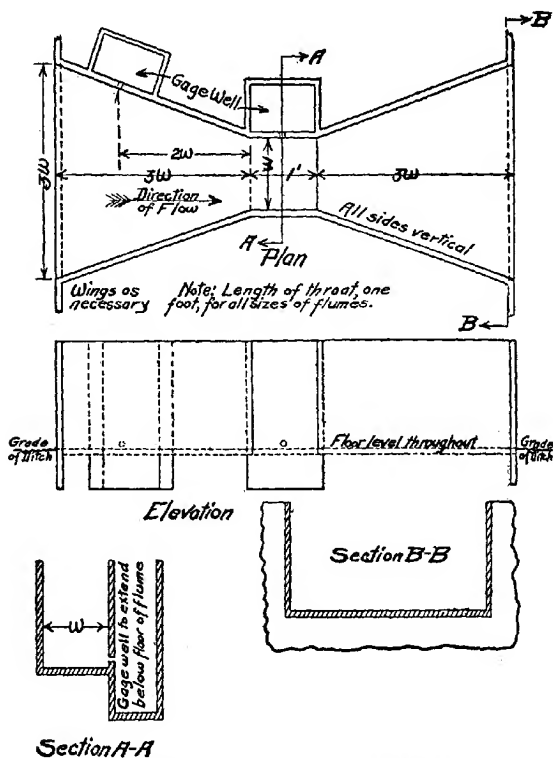 B
A
Gage Well
2W
3W
3W
1'
3W
W
Direction
of Flow
All sides vertical
A
Plan
B
Wings as
necessary
Note: Length of throat, one
foot, for all sizes of flumes.
Grade
of Ditch
Floor level throughout
Grade
of Ditch
Elevation
Section B-B
W
Gage well to extend
below floor of flume
Section A-A